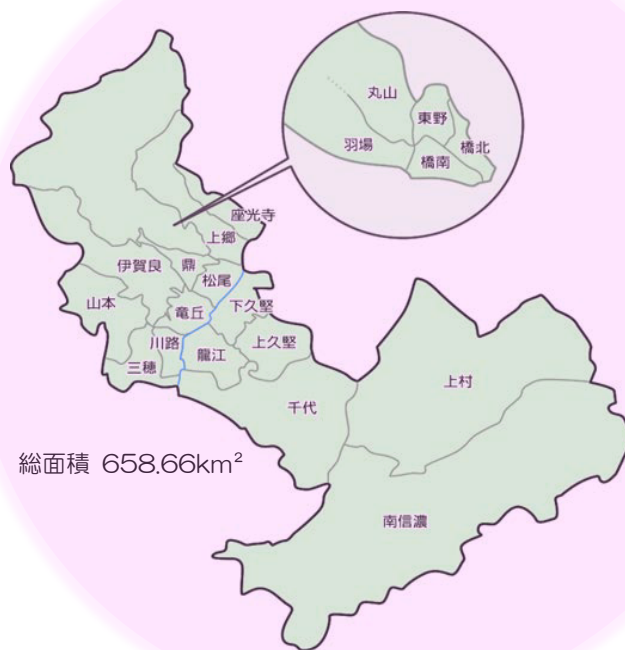 丸山
東野
羽場
橋北
橋南
座光寺
上郷
伊賀良
鼎
松尾
山本
竜丘
下久堅
川路
龍江
上久堅
三穂
上村
千代
総面積 658.66km²
南信濃